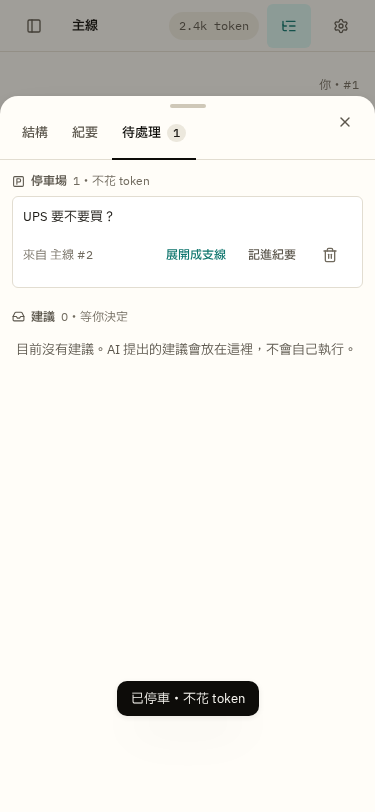 主線
2.4k token
你・#1
結構
紀要
待處理 1
停車場 1・不花 token
UPS 要不要買？
來自 主線 #2
展開成支線
記進紀要
建議 0・等你決定
目前沒有建議。AI 提出的建議會放在這裡，不會自己執行。
已停車・不花 token